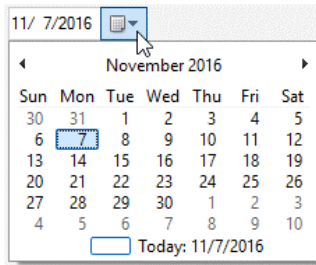 11/ 7/2016
November 2016
Sun Mon Tue Wed Thu Fri Sat
30 31 1 2 3 4 5
6 7 8 9 10 11 12
13 14 15 16 17 18 19
20 21 22 23 24 25 26
27 28 29 30 1 2 3
4 5 6 7 8 9 10
Today: 11/7/2016